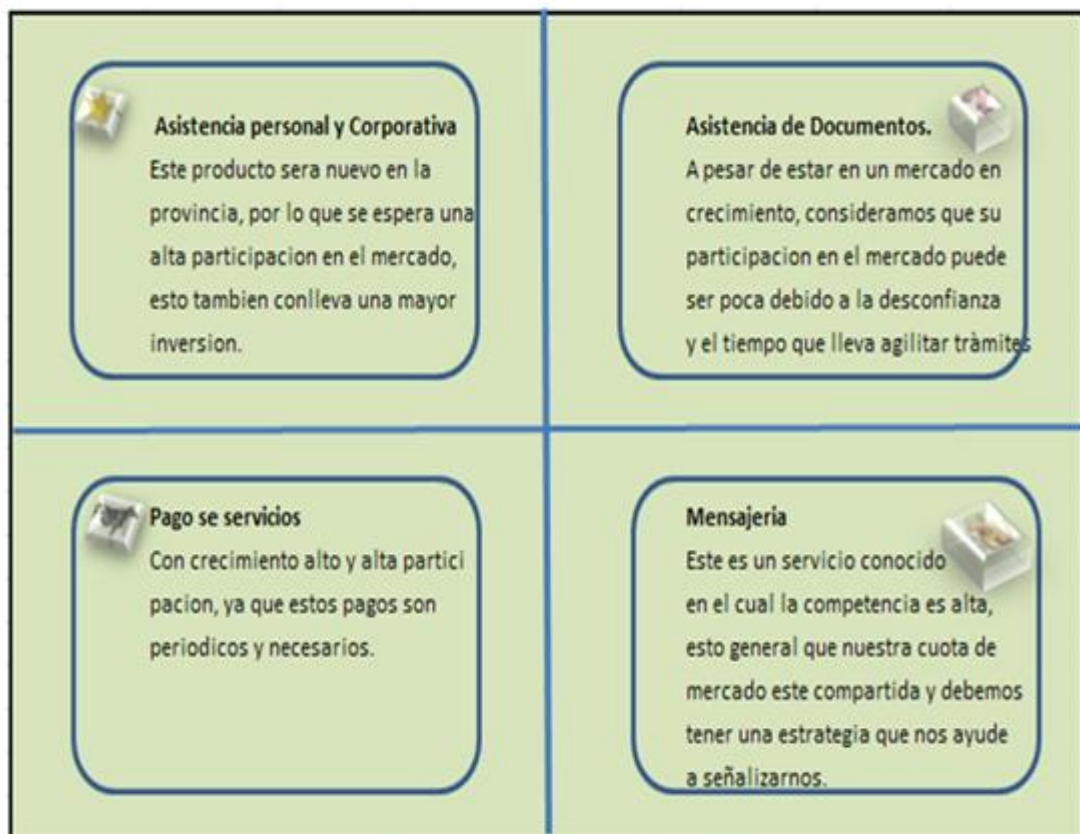 Asistencia personal y Corporativa
Este producto sera nuevo en la
provincia, por lo que se espera una
alta participacion en el mercado,
esto tambien conlleva una mayor
inversion.
Asistencia de Documentos.
A pesar de estar en un mercado en
crecimiento, consideramos que su
participacion en el mercado puede
ser poca debido a la desconfianza
y el tiempo que lleva agilitar tràmites
Pago se servicios
Con crecimiento alto y alta partici
pacion, ya que estos pagos son
periodicos y necesarios.
Mensajeria
Este es un servicio conocido
en el cual la competencia es alta,
esto general que nuestra cuota de
mercado este compartida y debemos
tener una estrategia que nos ayude
a señalizarnos.